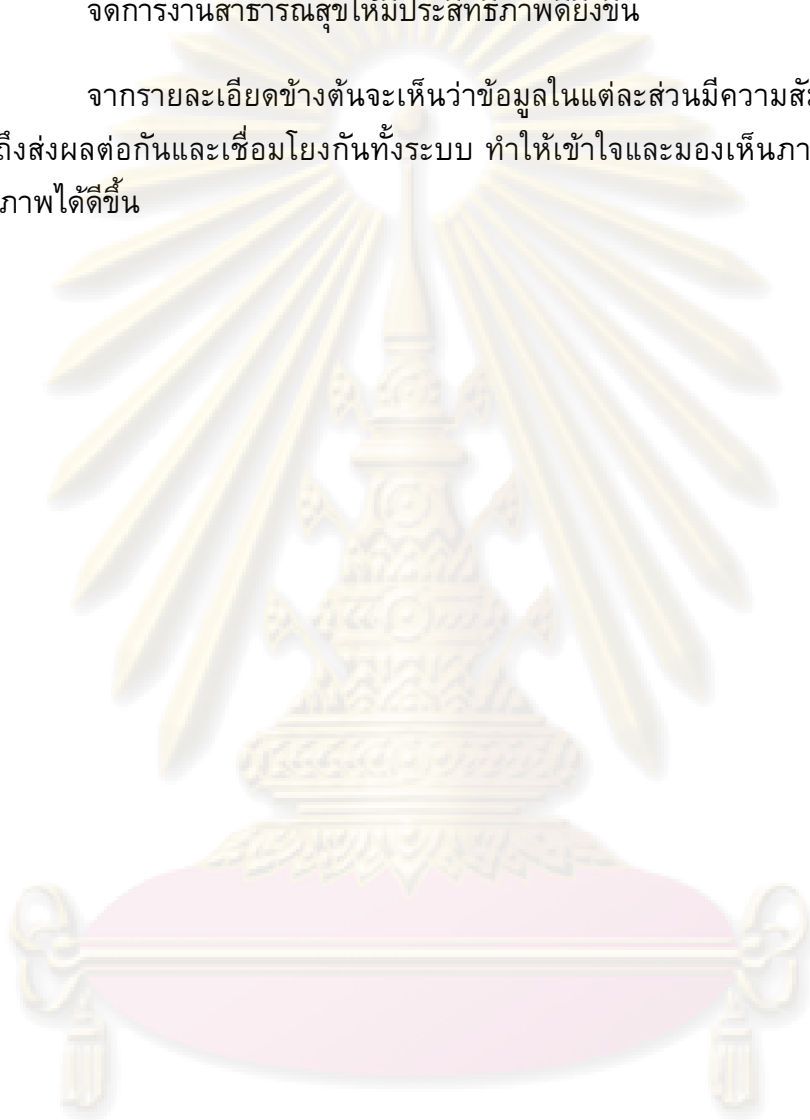 จัดการงานสาธารณสุขให้มีประสิทธิภาพดียิ่งขึ้น
จากรายละเอียดข้างต้นจะเห็นว่าข้อมูลในแต่ละส่วนมีความสั
ถึงส่งผลต่อกันและเชื่อมโยงกันทั้งระบบ ทำให้เข้าใจและมองเห็นภา
ภาพได้ดีขึ้น